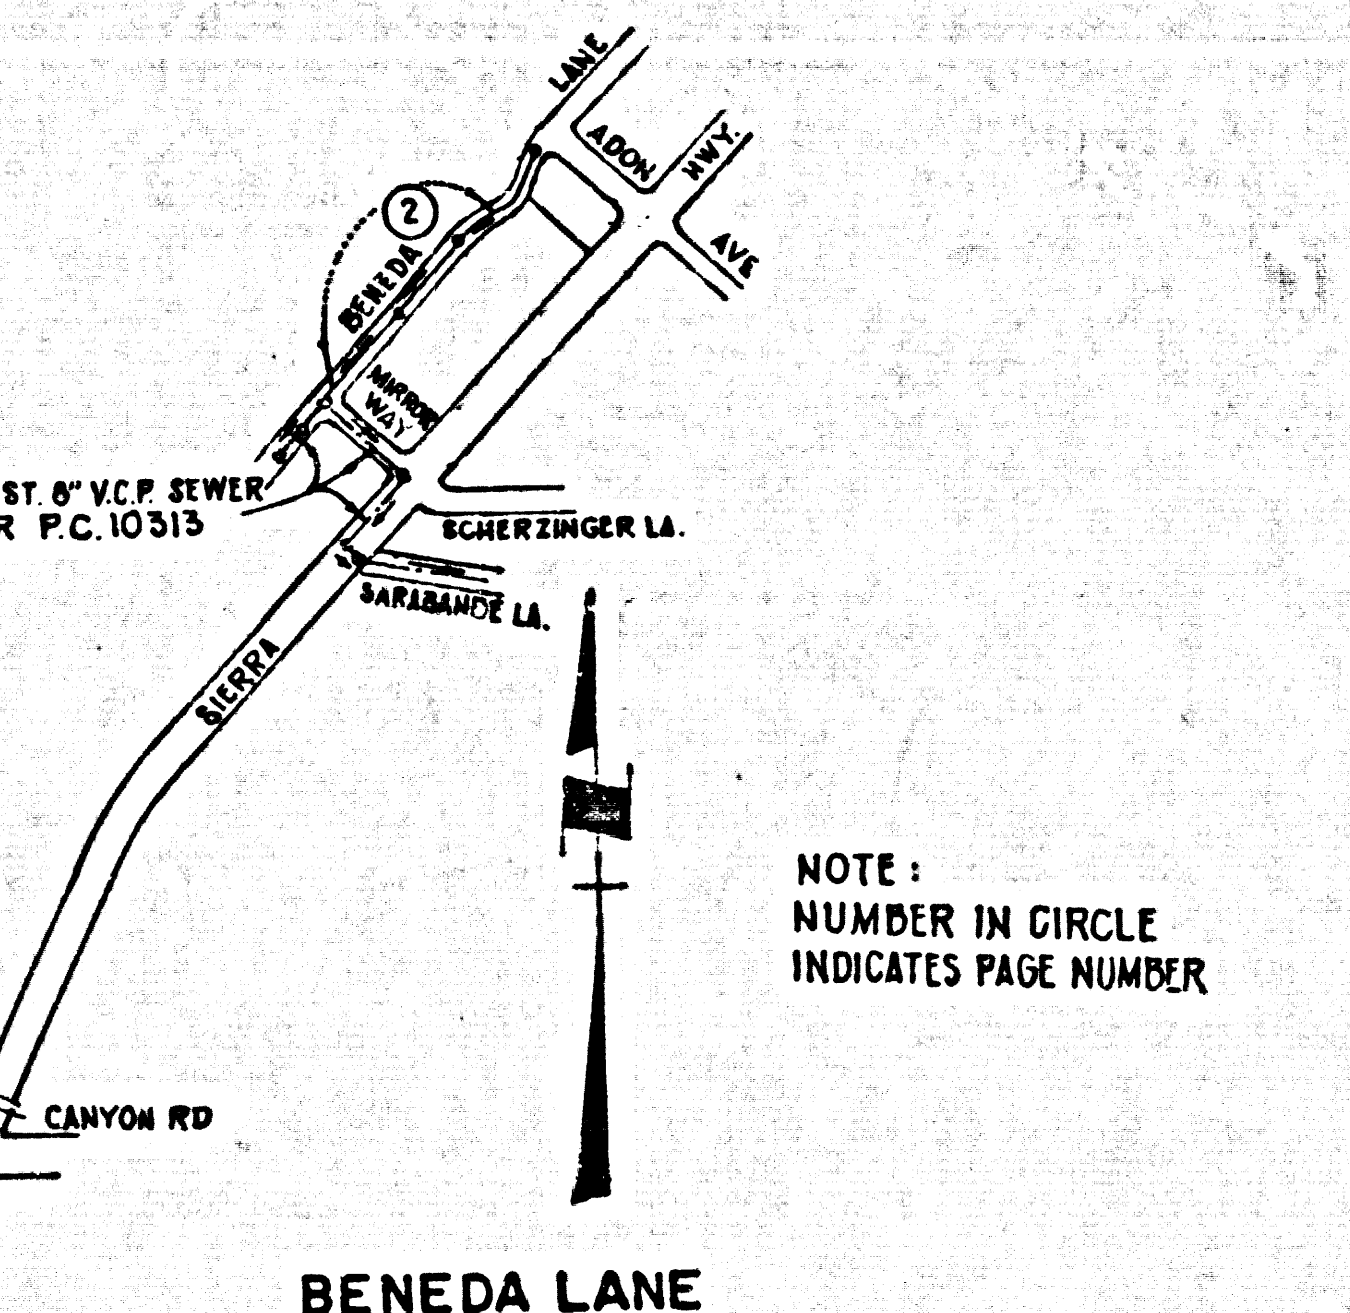 LANE
ADON
HWY.
2
AVE
BENEDA
MIRROR
WAY
ST. 8" V.C.P. SEWER
R P.C. 10313
SCHERZINGER LA.
SARABANDE LA.
SIERRA
NOTE :
NUMBER IN CIRCLE
INDICATES PAGE NUMBER
CANYON RD
BENEDA LANE